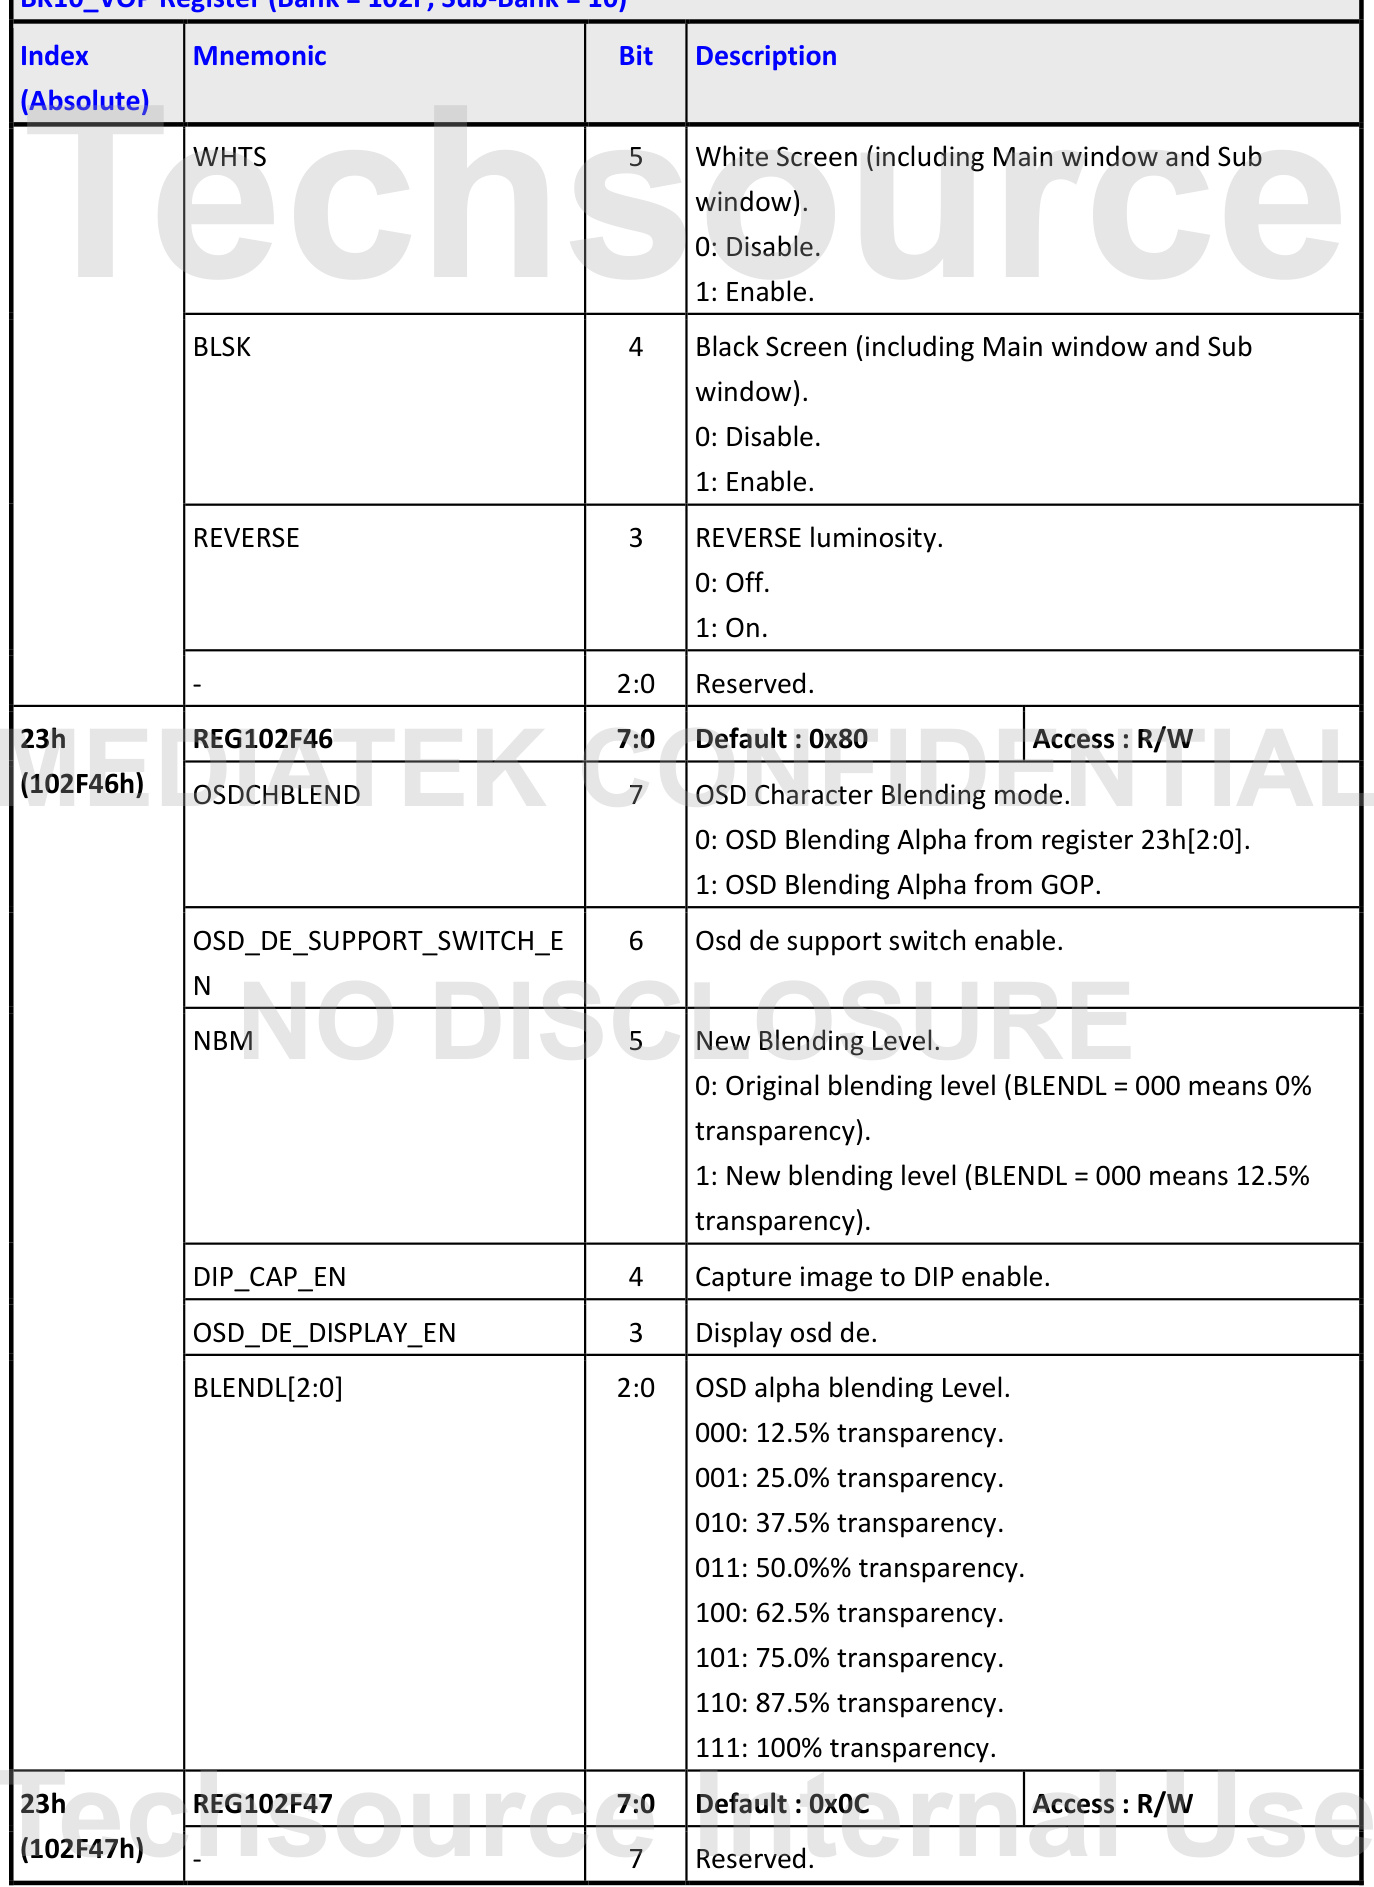 BK10_VOP Register (Bank = 102F, Sub-Bank = 10)
Index
(Absolute)
Mnemonic
Bit
Description
WHTS
5
White Screen (including Main window and Sub
window).
0: Disable.
1: Enable.
BLSK
4
Black Screen (including Main window and Sub
window).
0: Disable.
1: Enable.
REVERSE
3
REVERSE luminosity.
0: Off.
1: On.
-
2:0
Reserved.
23h
(102F46h)
REG102F46
7:0
Default : 0x80
Access : R/W
OSDCHBLEND
7
OSD Character Blending mode.
0: OSD Blending Alpha from register 23h[2:0].
1: OSD Blending Alpha from GOP.
OSD_DE_SUPPORT_SWITCH_E
N
6
Osd de support switch enable.
NBM
5
New Blending Level.
0: Original blending level (BLENDL = 000 means 0%
transparency).
1: New blending level (BLENDL = 000 means 12.5%
transparency).
DIP_CAP_EN
4
Capture image to DIP enable.
OSD_DE_DISPLAY_EN
3
Display osd de.
BLENDL[2:0]
2:0
OSD alpha blending Level.
000: 12.5% transparency.
001: 25.0% transparency.
010: 37.5% transparency.
011: 50.0%% transparency.
100: 62.5% transparency.
101: 75.0% transparency.
110: 87.5% transparency.
111: 100% transparency.
23h
(102F47h)
REG102F47
7:0
Default : 0x0C
Access : R/W
-
7
Reserved.
Techsource
MEDIATEK CONFIDENTIAL
NO DISCLOSURE
Techsource Internal Use